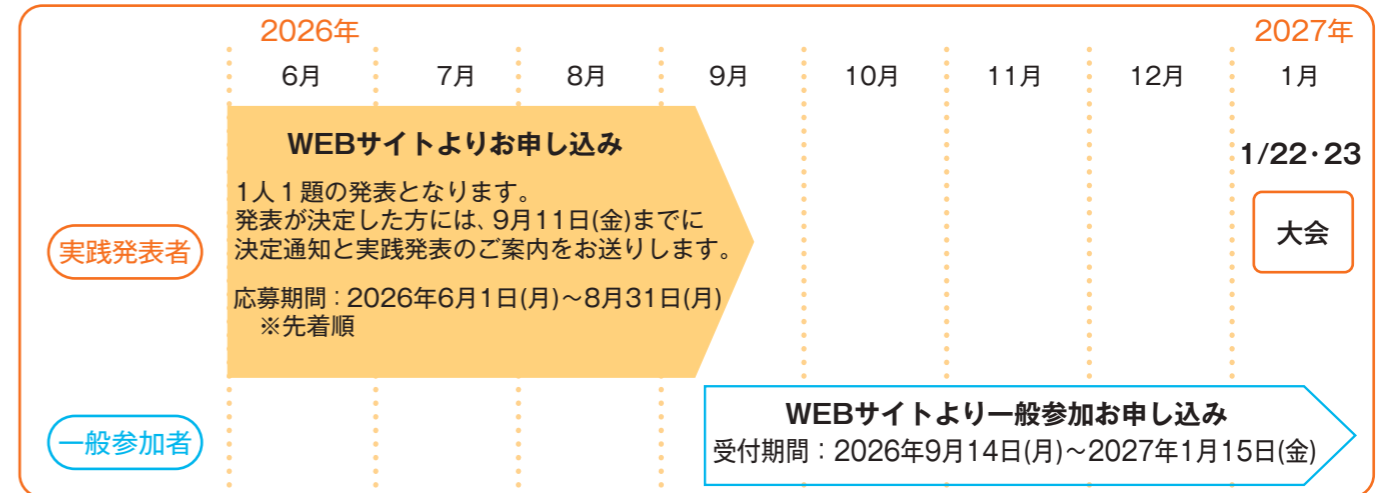 2026年
2027年
6月 7月 8月 9月 10月 11月 12月 1月
WEBサイトよりお申し込み
1人1題の発表となります。
発表が決定した方には、9月11日(金)までに
決定通知と実践発表のご案内をお送りします。
応募期間：2026年6月1日(月)～8月31日(月)
※先着順
実践発表者
1/22・23
大会
一般参加者
WEBサイトより一般参加お申し込み
受付期間：2026年9月14日(月)～2027年1月15日(金)